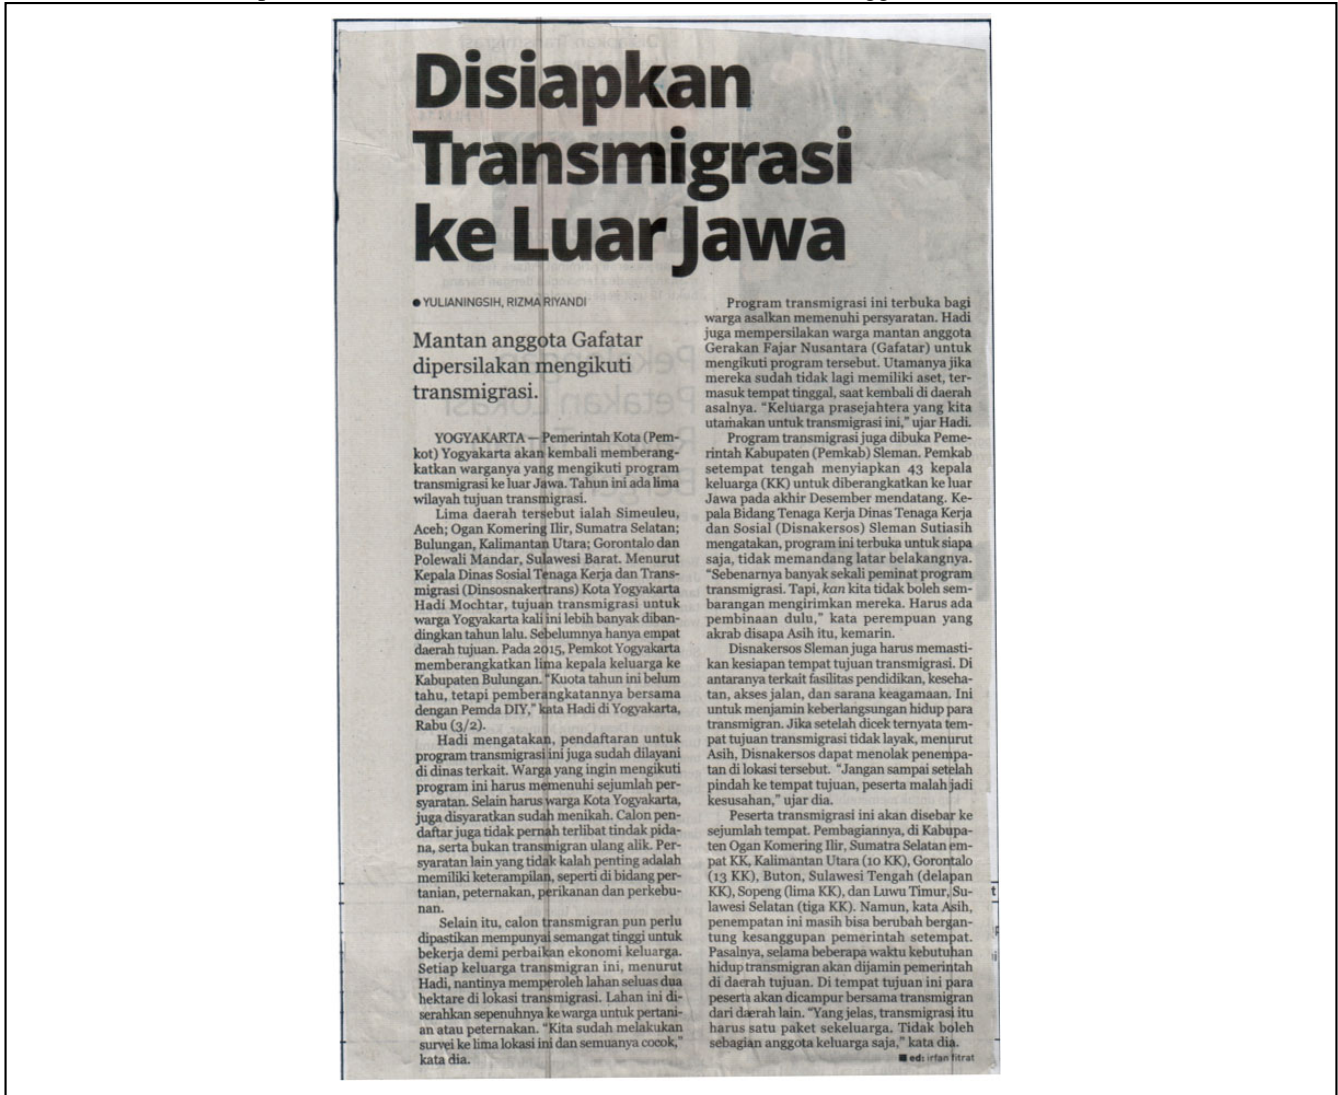 Disiapkan
Transmigrasi
ke Luar Jawa
● YULIANINGSIH, RIZMA RIYANDI
Mantan anggota Gafatar
dipersilakan mengikuti
transmigrasi.
YOGYAKARTA — Pemerintah Kota (Pem-
kot) Yogyakarta akan kembali memberang-
katkan warganya yang mengikuti program
transmigrasi ke luar Jawa. Tahun ini ada lima
wilayah tujuan transmigrasi.
Lima daerah tersebut ialah Simeuleu,
Aceh; Ogan Komering Ilir, Sumatra Selatan;
Bulungan, Kalimantan Utara; Gorontalo dan
Polewali Mandar, Sulawesi Barat. Menurut
Kepala Dinas Sosial Tenaga Kerja dan Trans-
migrasi (Dinsosnakertrans) Kota Yogyakarta
Hadi Mochtar, tujuan transmigrasi untuk
warga Yogyakarta kali ini lebih banyak diban-
dingkan tahun lalu. Sebelumnya hanya empat
daerah tujuan. Pada 2015, Pemkot Yogyakarta
memberangkatkan lima kepala keluarga ke
Kabupaten Bulungan. "Kuota tahun ini belum
tahu, tetapi pemberangkatannya bersama
dengan Pemda DIY," kata Hadi di Yogyakarta,
Rabu (3/2).
Hadi mengatakan, pendaftaran untuk
program transmigrasi ini juga sudah dilayani
di dinas terkait. Warga yang ingin mengikuti
program ini harus memenuhi sejumlah per-
syaratan. Selain harus warga Kota Yogyakarta,
juga disyaratkan sudah menikah. Calon pen-
daftar juga tidak pernah terlibat tindak pida-
na, serta bukan transmigran ulang alik. Per-
syaratan lain yang tidak kalah penting adalah
memiliki keterampilan, seperti di bidang per-
tanian, peternakan, perikanan dan perkebu-
nan.
Selain itu, calon transmigran pun perlu
dipastikan mempunyai semangat tinggi untuk
bekerja demi perbaikan ekonomi keluarga.
Setiap keluarga transmigran ini, menurut
Hadi, nantinya memperoleh lahan seluas dua
hektare di lokasi transmigrasi. Lahan ini di-
serahkan sepenuhnya ke warga untuk pertani-
an atau peternakan. "Kita sudah melakukan
survei ke lima lokasi ini dan semuanya cocok,"
kata dia.
Program transmigrasi ini terbuka bagi
warga asalkan memenuhi persyaratan. Hadi
juga mempersilakan warga mantan anggota
Gerakan Fajar Nusantara (Gafatar) untuk
mengikuti program tersebut. Utamanya jika
mereka sudah tidak lagi memiliki aset, ter-
masuk tempat tinggal, saat kembali di daerah
asalnya. "Keluarga prasejahtera yang kita
utamakan untuk transmigrasi ini," ujar Hadi.
Program transmigrasi juga dibuka Peme-
rintah Kabupaten (Pemkab) Sleman. Pemkab
setempat tengah menyiapkan 43 kepala
keluarga (KK) untuk diberangkatkan ke luar
Jawa pada akhir Desember mendatang. Ke-
pala Bidang Tenaga Kerja Dinas Tenaga Kerja
dan Sosial (Disnakersos) Sleman Sutiasih
mengatakan, program ini terbuka untuk siapa
saja, tidak memandang latar belakangnya.
"Sebenarnya banyak sekali peminat program
transmigrasi. Tapi, kan kita tidak boleh sem-
barangan mengirimkan mereka. Harus ada
pembinaan dulu," kata perempuan yang
akrab disapa Asih itu, kemarin.
Disnakersos Sleman juga harus memasti-
kan kesiapan tempat tujuan transmigrasi. Di
antaranya terkait fasilitas pendidikan, keseha-
tan, akses jalan, dan sarana keagamaan. Ini
untuk menjamin keberlangsungan hidup para
transmigran. Jika setelah dicek ternyata tem-
pat tujuan transmigrasi tidak layak, menurut
Asih, Disnakersos dapat menolak penempa-
tan di lokasi tersebut. "Jangan sampai setelah
pindah ke tempat tujuan, peserta malah jadi
kesusahan," ujar dia.
Peserta transmigrasi ini akan disebar ke
sejumlah tempat. Pembagiannya, di Kabupa-
ten Ogan Komering Ilir, Sumatra Selatan em-
pat KK, Kalimantan Utara (10 KK), Gorontalo
(13 KK), Buton, Sulawesi Tengah (delapan
KK), Sopeng (lima KK), dan Luwu Timur, Su-
lawesi Selatan (tiga KK). Namun, kata Asih,
penempatan ini masih bisa berubah bergan-
tung kesanggupan pemerintah setempat.
Pasalnya, selama beberapa waktu kebutuhan
hidup transmigran akan dijamin pemerintah
di daerah tujuan. Di tempat tujuan ini para
peserta akan dicampur bersama transmigran
dari daerah lain. "Yang jelas, transmigrasi itu
harus satu paket sekeluarga. Tidak boleh
sebagian anggota keluarga saja," kata dia.
■ ed: irfan fitrat